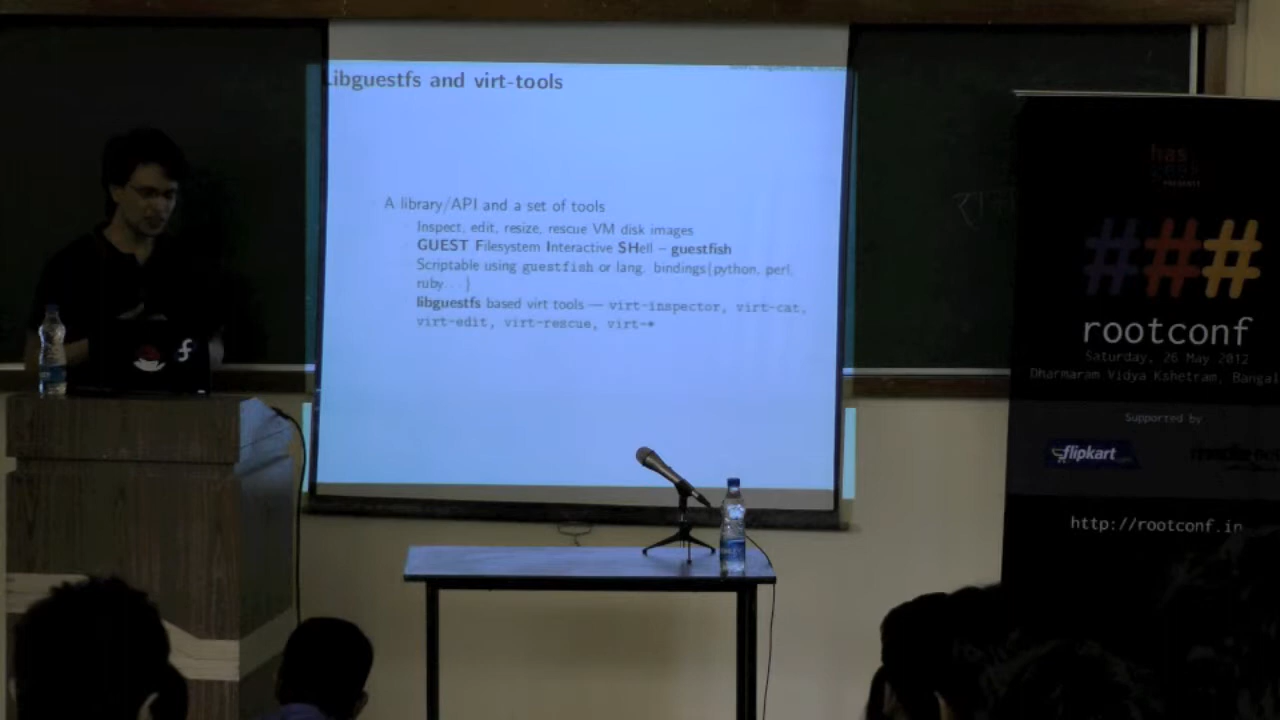 Libguestfs and virt-tools
A library/API and a set of tools
Inspect, edit, resize, rescue VM disk images
GUEST Filesystem Interactive SHell – guestfish
Scriptable using guestfish or lang. bindings(python, perl,
ruby...)
libguestfs based virt tools — virt-inspector, virt-cat,
virt-edit, virt-rescue, virt-*
has
geek
PRESENTS
###
rootconf
Saturday, 26 May 2012
Dharmaram Vidya Kshetram, Bangal
Supported by
flipkart
http://rootconf.in